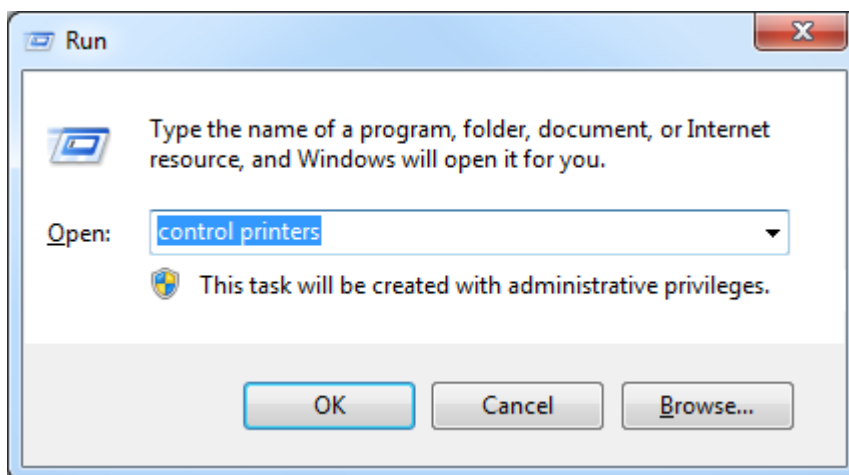 Run
Type the name of a program, folder, document, or Internet
resource, and Windows will open it for you.
Open: control printers
This task will be created with administrative privileges.
OK Cancel Browse...